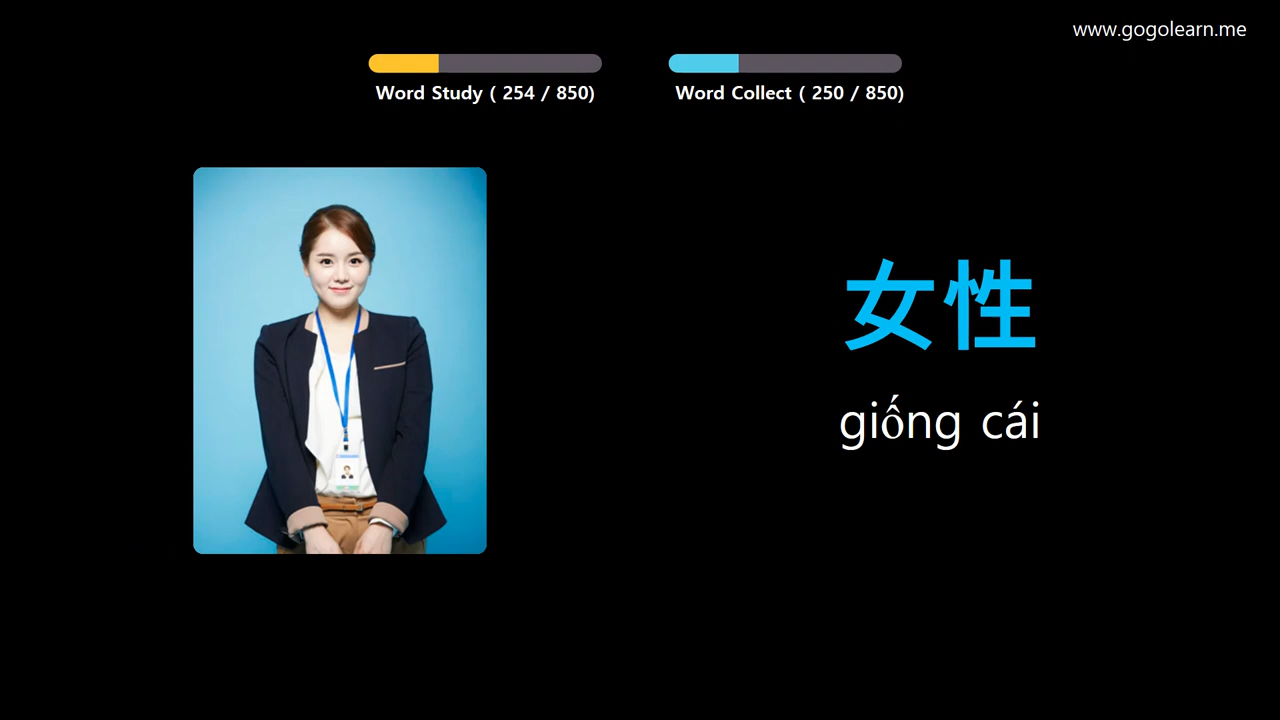 www.gogolearn.me
Word Study ( 254 / 850)
Word Collect ( 250 / 850)
女性
giống cái